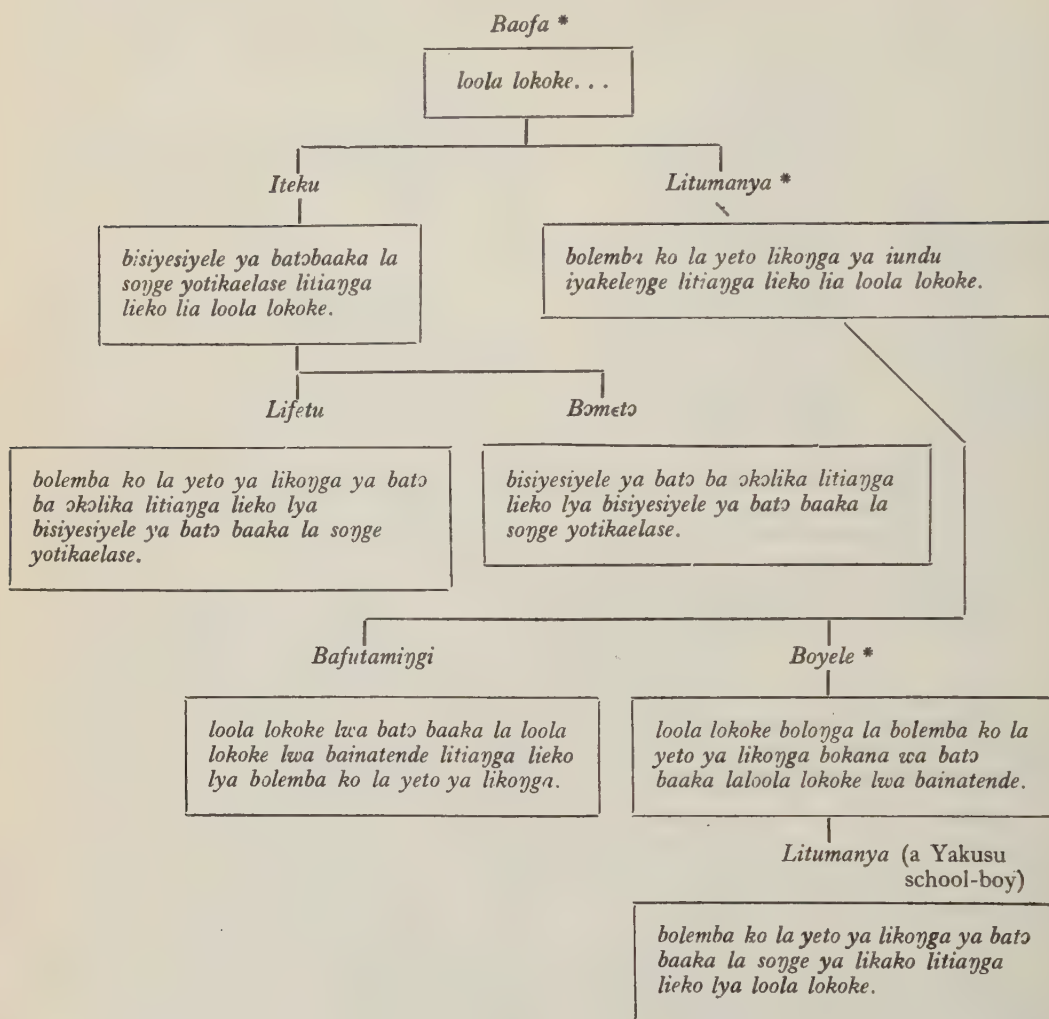 Baofa *
loola lokoke. . .
Iteku
Litumanya *
bisiyesiyele ya batɔbaaka la
soŋge yotikaelase litiaŋga
lieko lia loola lokoke.
bolemba ko la yeto likoŋga ya iundu
iyakeleŋge litiaŋga lieko lia loola lokoke.
Lifetu
Bɔmɛtɔ
bolemba ko la yeto ya likoŋga ya batɔ
ba ɔkɔlika litiaŋga lieko lya
bisiyesiyele ya batɔ baaka la soŋge
yotikaelase.
bisiyesiyele ya batɔ ba ɔkɔlika litiaŋga
lieko lya bisiyesiyele ya batɔ baaka la
soŋge yotikaelase.
Bafutamiŋgi
Boyele *
loola lokoke lwa batɔ baaka la loola
lokoke lwa bainatende litiaŋga lieko
lya bolemba ko la yeto ya likoŋga.
loola lokoke boloŋga la bolemba ko la
yeto ya likoŋga bokana wa batɔ
baaka laloola lokoke lwa bainatende.
Litumanya (a Yakusu
school-boy)
bolemba ko la yeto ya likoŋga ya batɔ
baaka la soŋge ya likako litiaŋga
lieko lya loola lokoke.